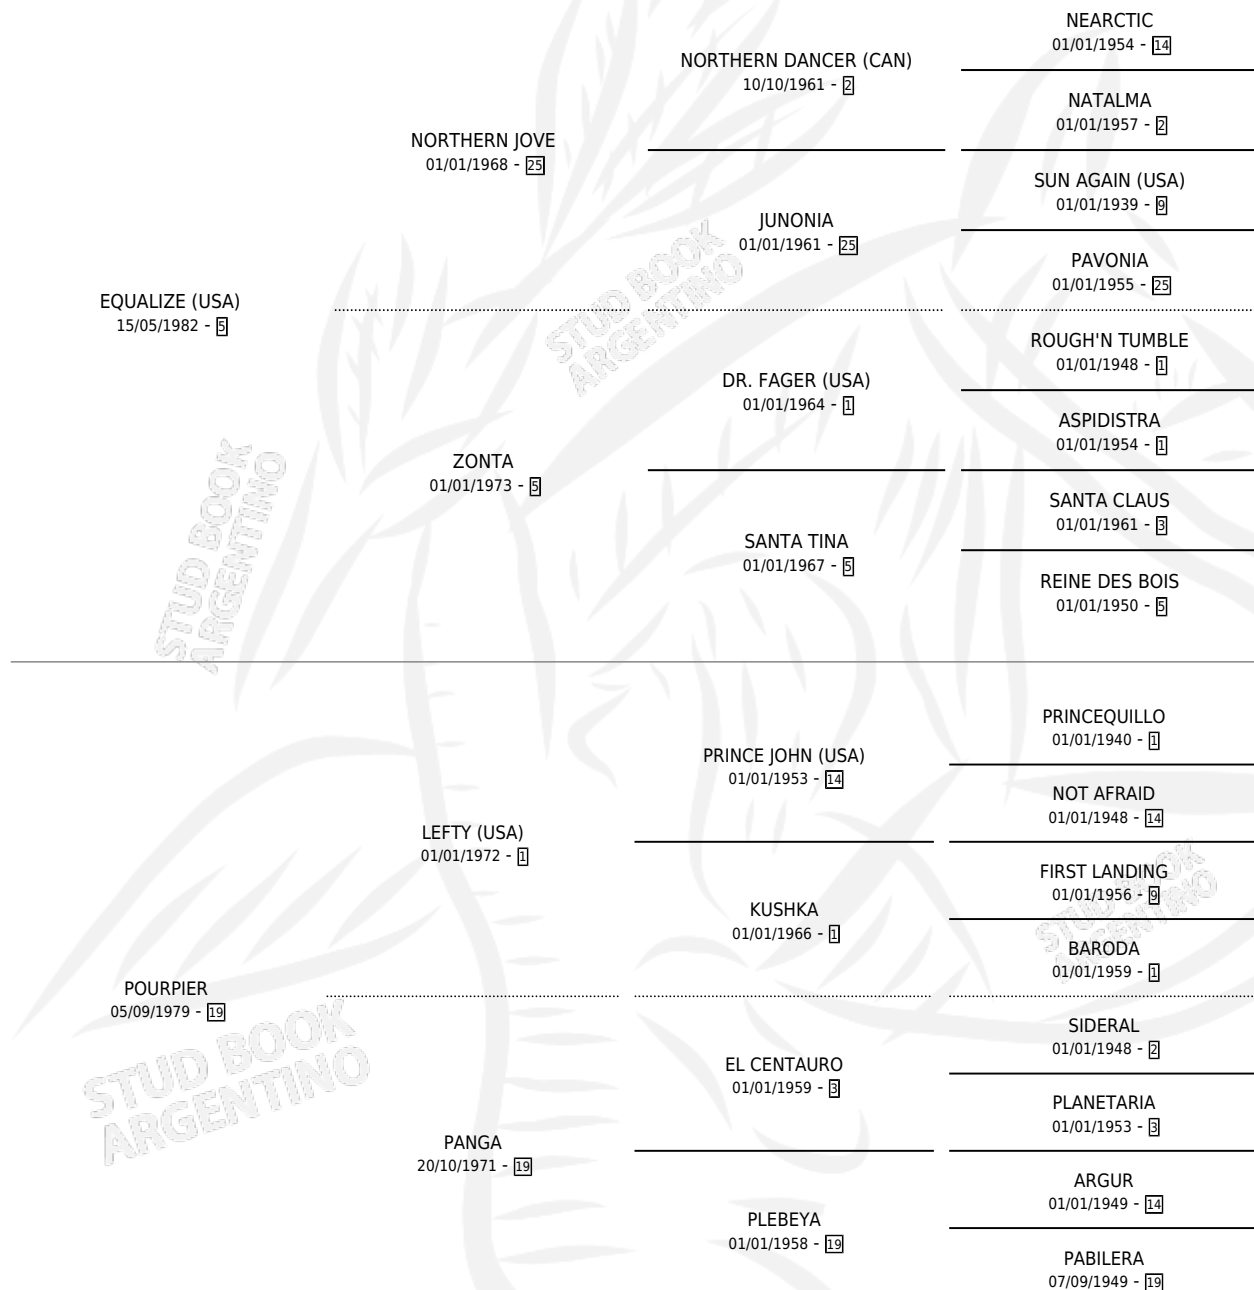 NEARCTIC
01/01/1954 - 14
NORTHERN DANCER (CAN)
10/10/1961 - 2
NATALMA
01/01/1957 - 2
NORTHERN JOVE
01/01/1968 - 25
SUN AGAIN (USA)
01/01/1939 - 9
JUNONIA
01/01/1961 - 25
PAVONIA
01/01/1955 - 25
EQUALIZE (USA)
15/05/1982 - 5
STUD BOOK
ARGENTINO
ROUGH'N TUMBLE
01/01/1948 - 1
DR. FAGER (USA)
01/01/1964 - 1
ASPIDISTRA
01/01/1954 - 1
ZONTA
01/01/1973 - 5
SANTA CLAUS
01/01/1961 - 3
SANTA TINA
01/01/1967 - 5
REINE DES BOIS
01/01/1950 - 5
STUD BOOK
ARGENTINO
PRINCEQUILLO
01/01/1940 - 1
PRINCE JOHN (USA)
01/01/1953 - 14
NOT AFRAID
01/01/1948 - 14
LEFTY (USA)
01/01/1972 - 1
FIRST LANDING
01/01/1956 - 9
KUSHKA
01/01/1966 - 1
BARODA
01/01/1959 - 1
STUD BOOK
ARGENTINO
POURPIER
05/09/1979 - 19
SIDERAL
01/01/1948 - 2
EL CENTAURO
01/01/1959 - 3
PLANETARIA
01/01/1953 - 3
STUD BOOK
ARGENTINO
PANGA
20/10/1971 - 19
ARGUR
01/01/1949 - 14
PLEBEYA
01/01/1958 - 19
PABILERA
07/09/1949 - 19